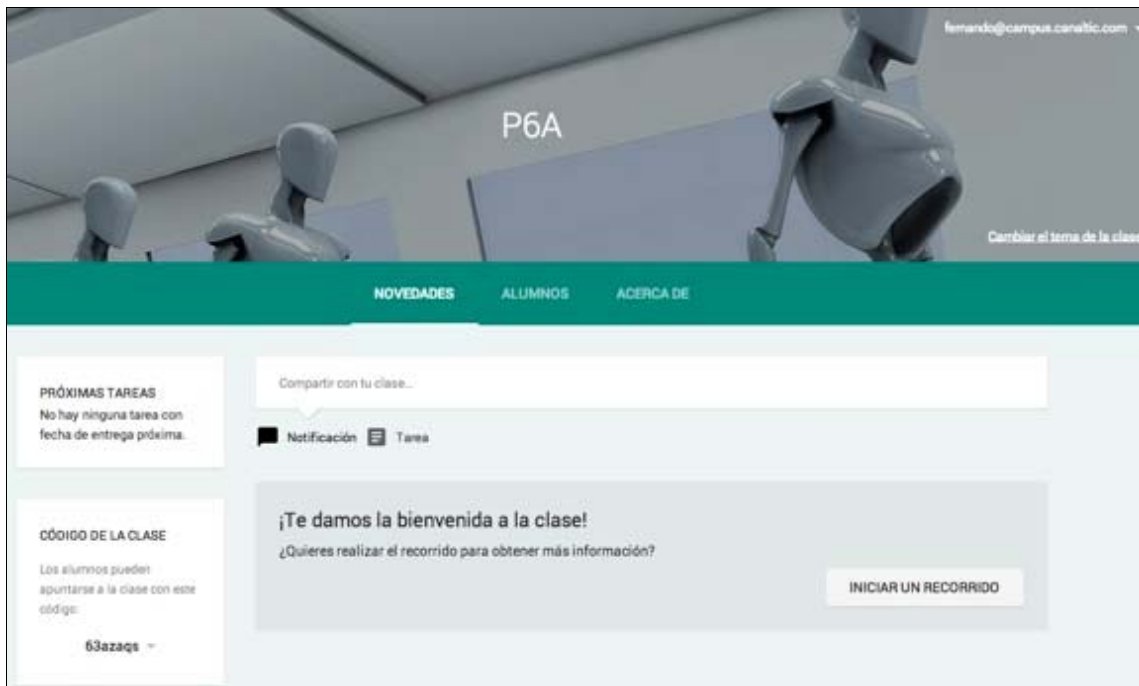 fernando@campus.canaltic.com
P6A
Cambiar el tema de la clase
NOVEDADES ALUMNOS ACERCA DE
PRÓXIMAS TAREAS
No hay ninguna tarea con
fecha de entrega próxima.
Compartir con tu clase...
Notificación Tarea
¡Te damos la bienvenida a la clase!
¿Quieres realizar el recorrido para obtener más información?
INICIAR UN RECORRIDO
CÓDIGO DE LA CLASE
Los alumnos pueden
apuntarse a la clase con este
código:
63azaqs